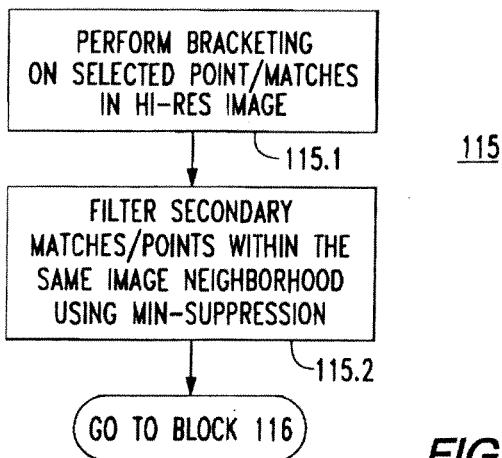 PERFORM BRACKETING
ON SELECTED POINT/MATCHES
IN HI-RES IMAGE
115.1
115
FILTER SECONDARY
MATCHES/POINTS WITHIN THE
SAME IMAGE NEIGHBORHOOD
USING MIN-SUPPRESSION
115.2
GO TO BLOCK 116
FIG